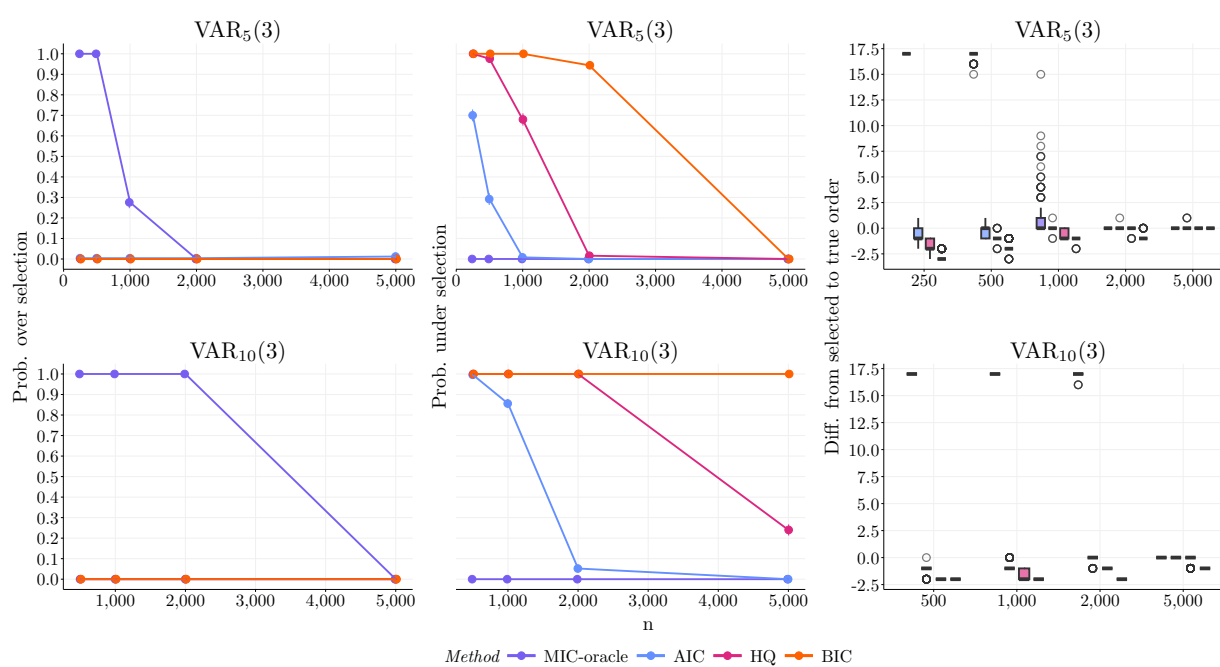 VAR5(3)
VAR5(3)
VAR5(3)
1.0
0.9
0.8
0.7
0.6
0.5
0.4
0.3
0.2
0.1
0.0
0 1,000 2,000 3,000 4,000 5,000
1,000 2,000 3,000 4,000 5,000
17.5
15.0
12.5
10.0
7.5
5.0
2.5
0.0
-2.5
250 500 1,000 2,000 5,000
Prob. over selection
Prob. under selection
Diff. from selected to true order
VAR10(3)
VAR10(3)
VAR10(3)
1.0
0.9
0.8
0.7
0.6
0.5
0.4
0.3
0.2
0.1
0.0
1,000 2,000 3,000 4,000 5,000
1,000 2,000 3,000 4,000 5,000
17.5
15.0
12.5
10.0
7.5
5.0
2.5
0.0
-2.5
500 1,000 2,000 5,000
n
Method MIC-oracle AIC HQ BIC